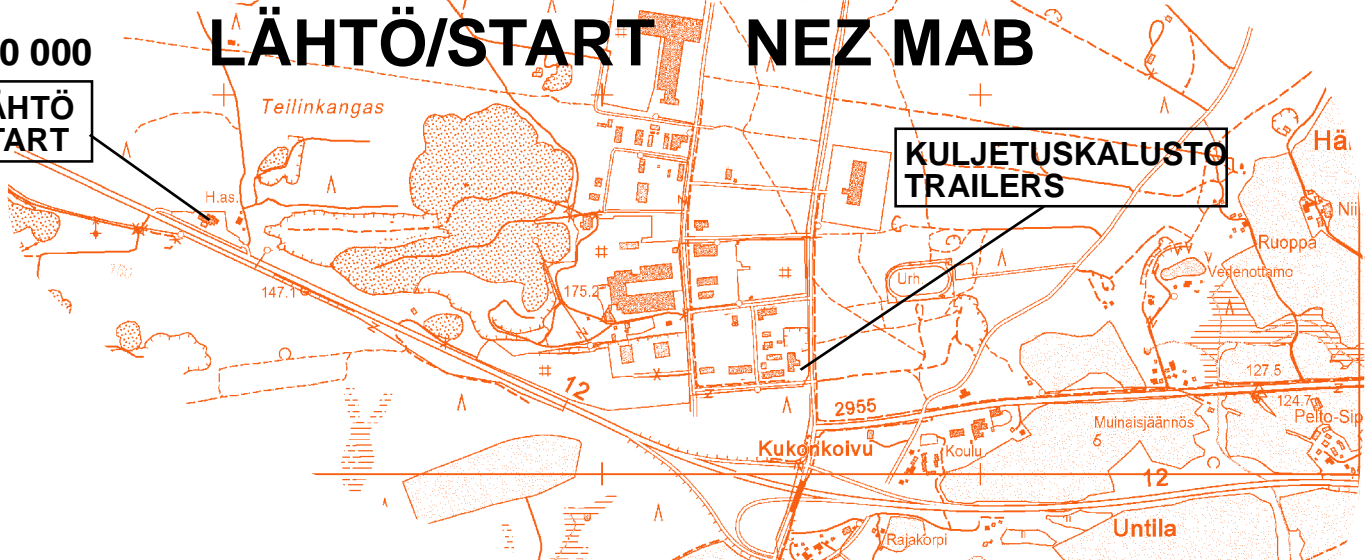 LÄHTÖ/START NEZ MAB
0 000
ÄHTÖ
TART
Teilinkangas
KULJETUSKALUSTO
TRAILERS
H.as.
Ruoppa
Vedenottamo
Urh.
147.1
175.2
12
2955
127.5
124.7
Muinaisjäännös
Pelto-Sip
Kukonkoivu
Koulu
12
Untila
Rajakorpi